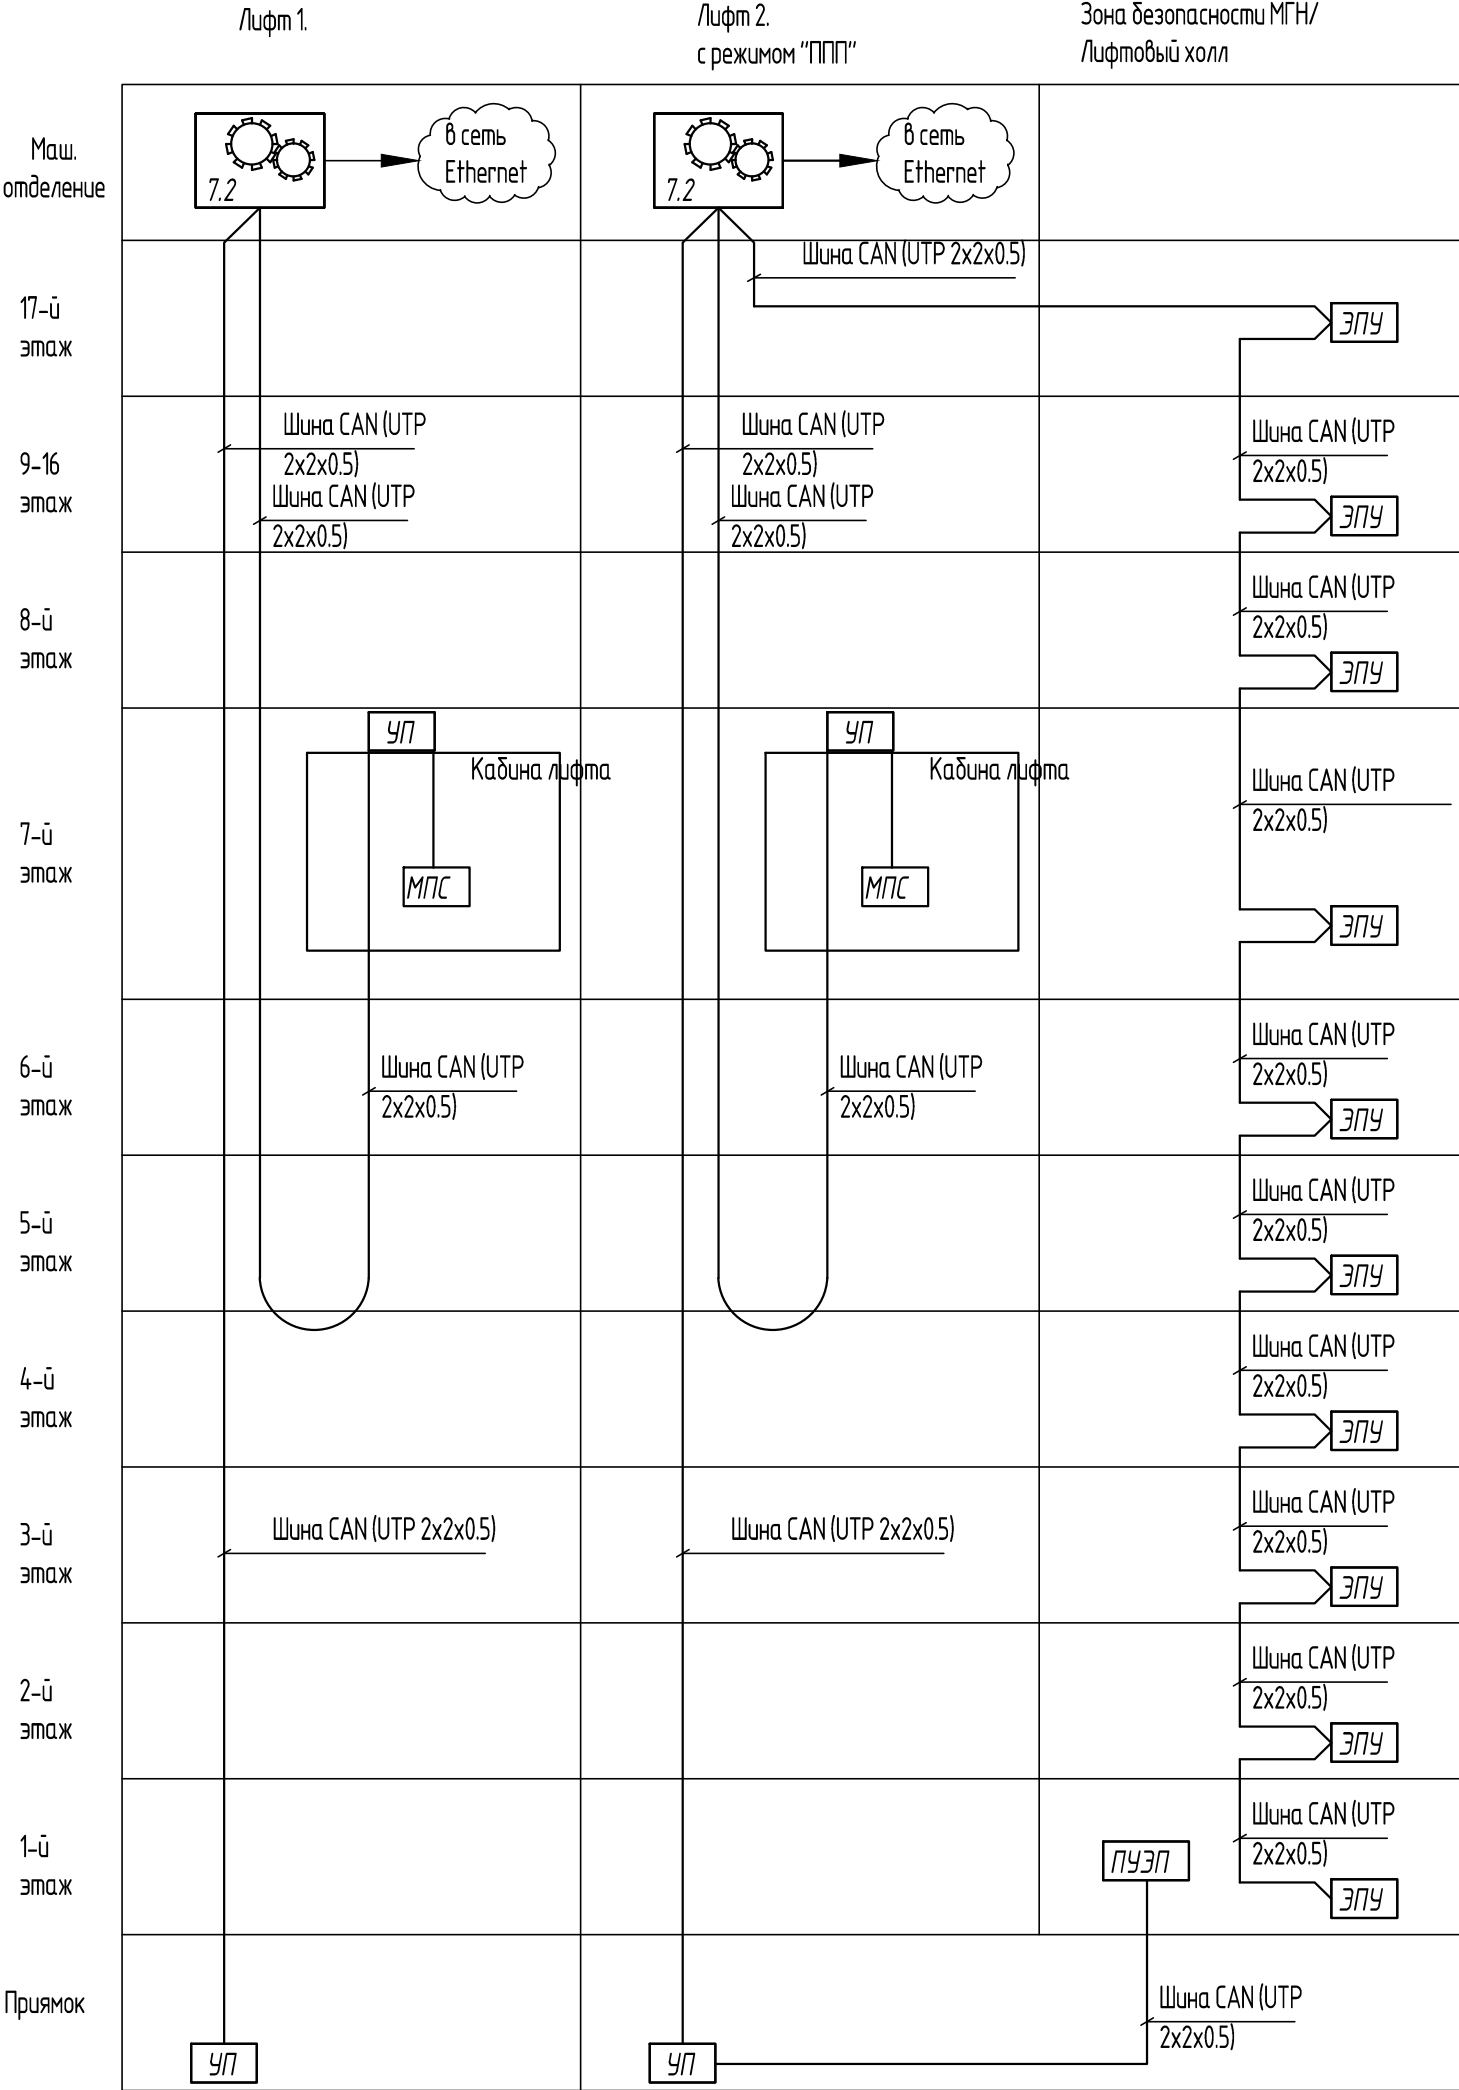 Лифт 1.
Лифт 2.
с режимом "ППП"
Зона безопасности МГН/
Лифтовый холл
Маш.
отделение
7.2
в сеть
Ethernet
7.2
в сеть
Ethernet
17-й
этаж
Шина CAN (UTP 2x2x0.5)
ЭПУ
9-16
этаж
Шина CAN (UTP
2x2x0.5)
Шина CAN (UTP
2x2x0.5)
Шина CAN (UTP
2x2x0.5)
Шина CAN (UTP
2x2x0.5)
Шина CAN (UTP
2x2x0.5)
ЭПУ
8-й
этаж
Шина CAN (UTP
2x2x0.5)
ЭПУ
7-й
этаж
УП
Кабина лифта
МПС
УП
Кабина лифта
МПС
Шина CAN (UTP
2x2x0.5)
ЭПУ
6-й
этаж
Шина CAN (UTP
2x2x0.5)
Шина CAN (UTP
2x2x0.5)
Шина CAN (UTP
2x2x0.5)
ЭПУ
5-й
этаж
Шина CAN (UTP
2x2x0.5)
ЭПУ
4-й
этаж
Шина CAN (UTP
2x2x0.5)
ЭПУ
3-й
этаж
Шина CAN (UTP 2x2x0.5)
Шина CAN (UTP 2x2x0.5)
Шина CAN (UTP
2x2x0.5)
ЭПУ
2-й
этаж
Шина CAN (UTP
2x2x0.5)
ЭПУ
1-й
этаж
ПУЭП
Шина CAN (UTP
2x2x0.5)
ЭПУ
Приямок
УП
УП
Шина CAN (UTP
2x2x0.5)